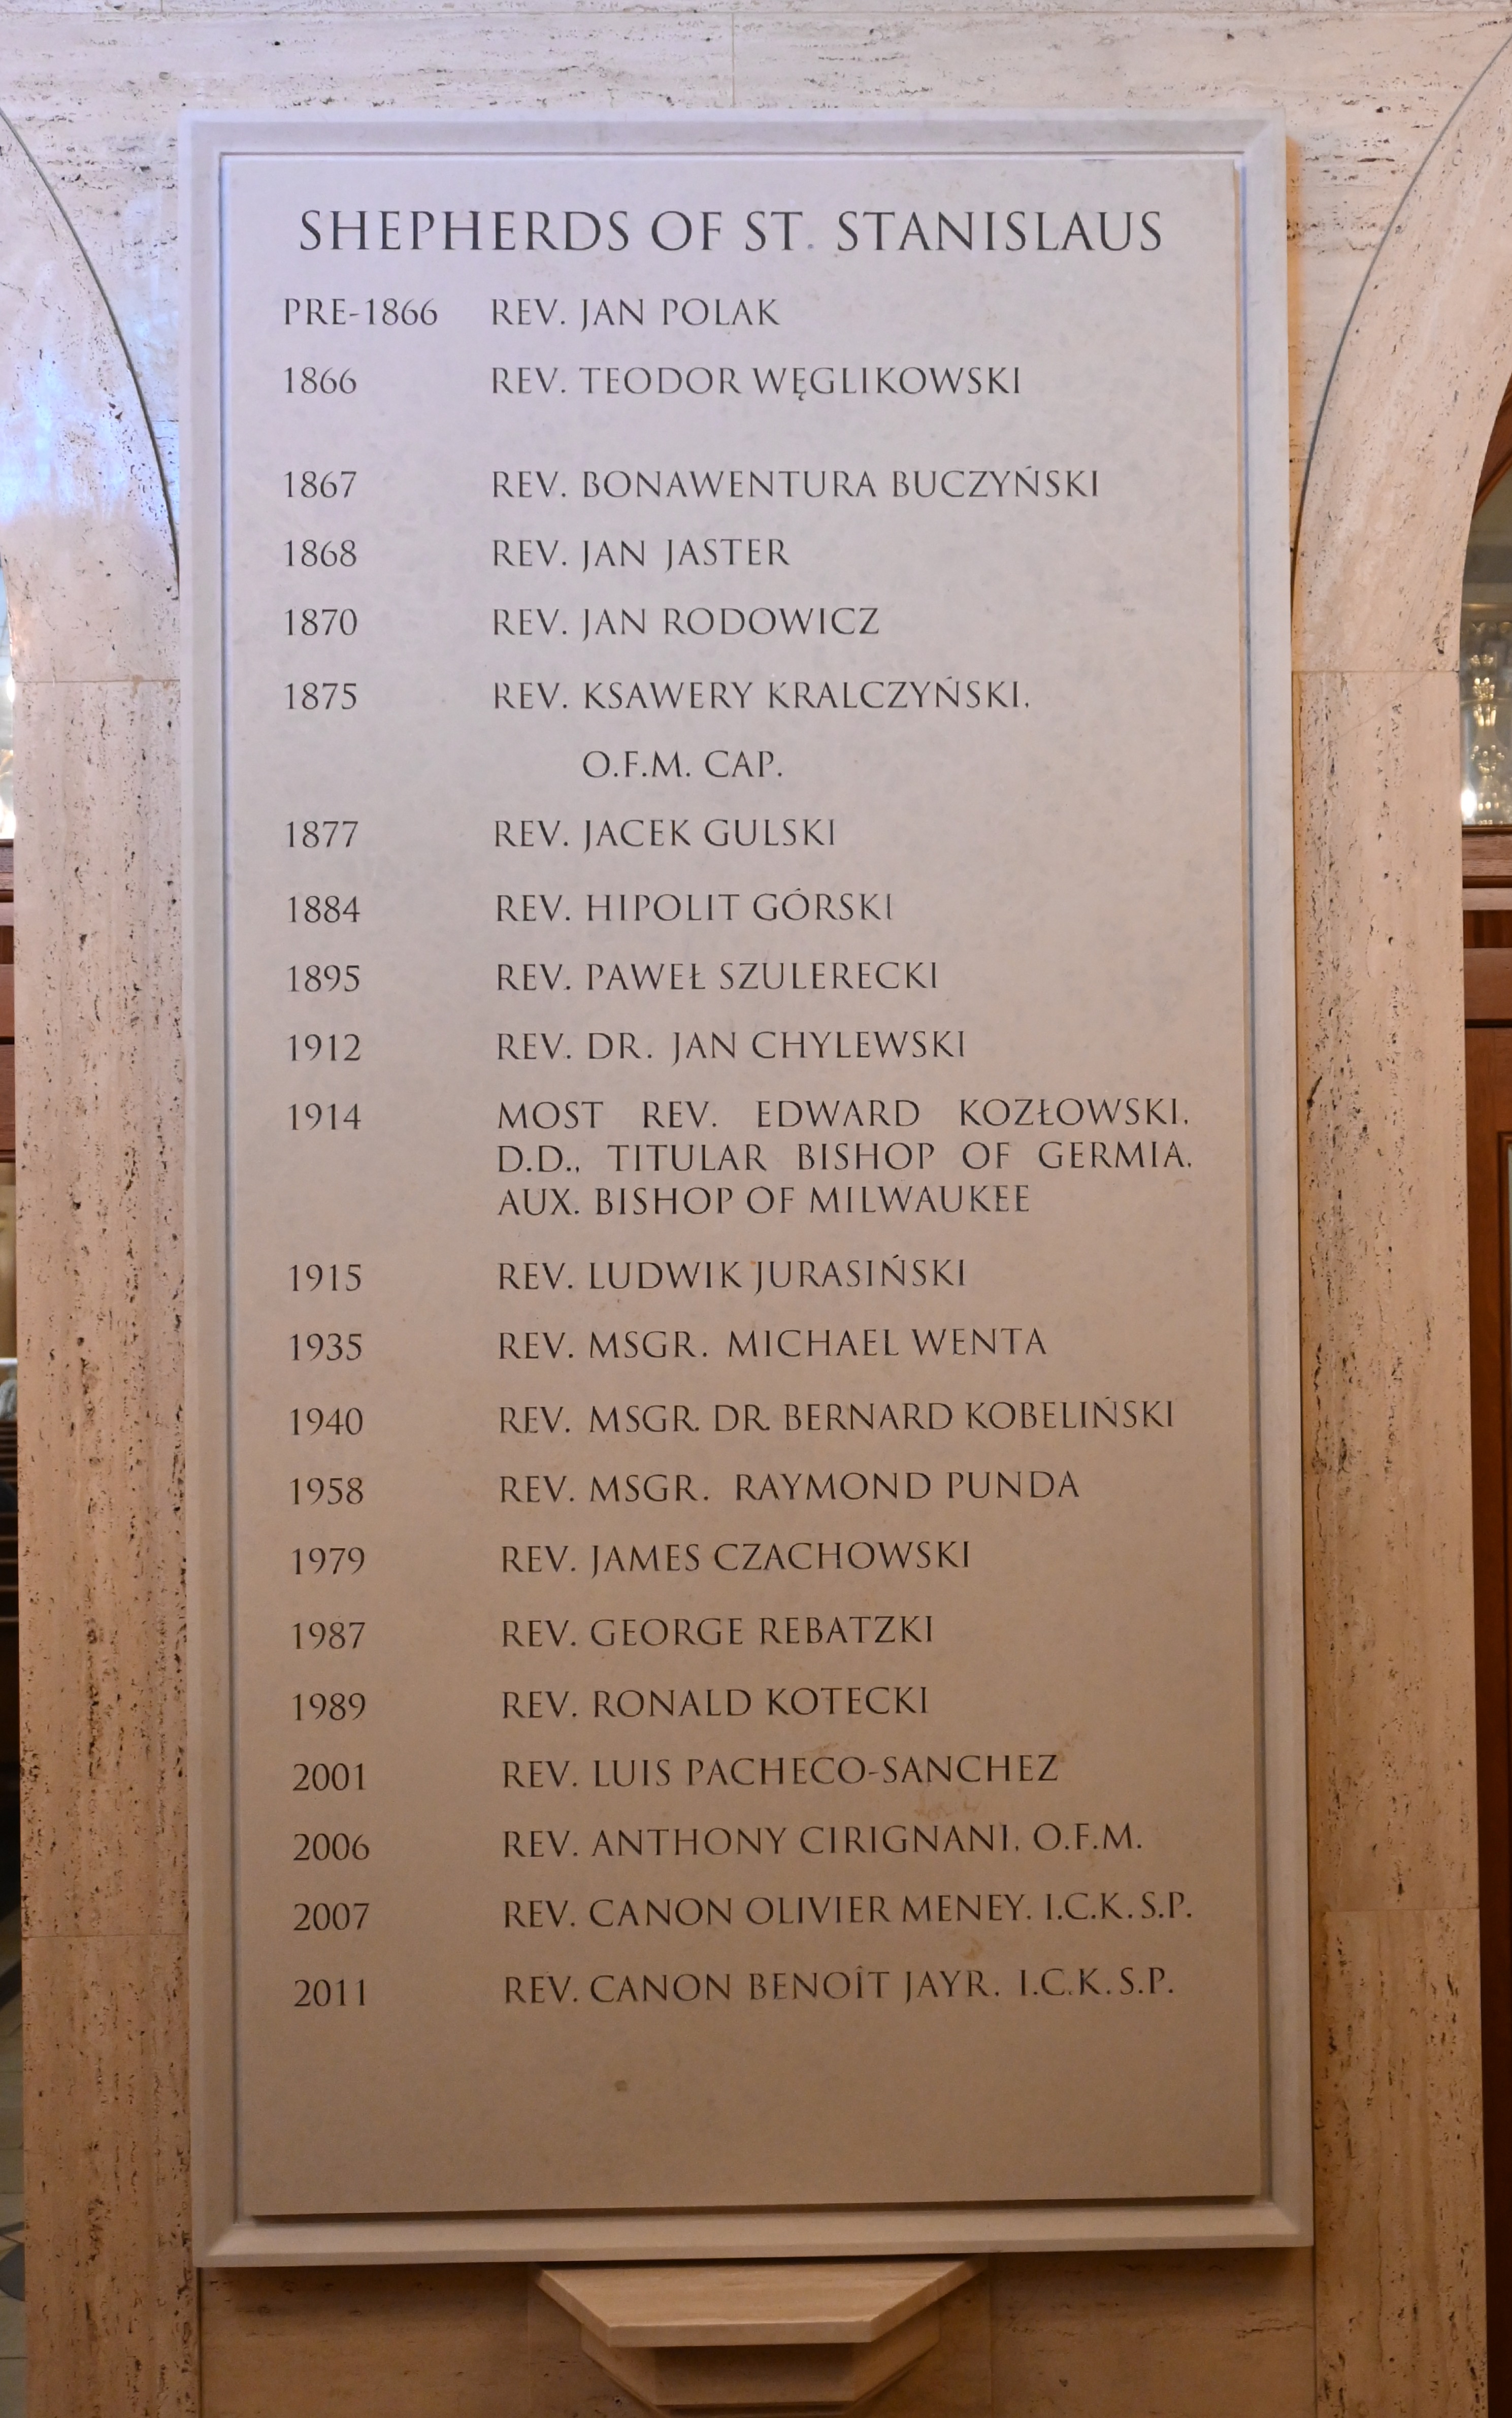 SHEPHERDS OF ST. STANISLAUS
PRE-1866 REV. JAN POLAK
1866 REV. TEODOR WĘGLIKOWSKI
1867 REV. BONAWENTURA BUCZYŃSKI
1868 REV. JAN JASTER
1870 REV. JAN RODOWICZ
1875 REV. KSAWERY KRALCZYŃSKI,
O.F.M. CAP.
1877 REV. JACEK GULSKI
1884 REV. HIPOLIT GÓRSKI
1895 REV. PAWEŁ SZULERECKI
1912 REV. DR. JAN CHYLEWSKI
1914 MOST REV. EDWARD KOZŁOWSKI,
D.D., TITULAR BISHOP OF GERMIA,
AUX. BISHOP OF MILWAUKEE
1915 REV. LUDWIK JURASIŃSKI
1935 REV. MSGR. MICHAEL WENTA
1940 REV. MSGR. DR. BERNARD KOBELIŃSKI
1958 REV. MSGR. RAYMOND PUNDA
1979 REV. JAMES CZACHOWSKI
1987 REV. GEORGE REBATZKI
1989 REV. RONALD KOTECKI
2001 REV. LUIS PACHECO-SANCHEZ
2006 REV. ANTHONY CIRIGNANI, O.F.M.
2007 REV. CANON OLIVIER MENEY, I.C.K.S.P.
2011 REV. CANON BENOÎT JAYR, I.C.K.S.P.